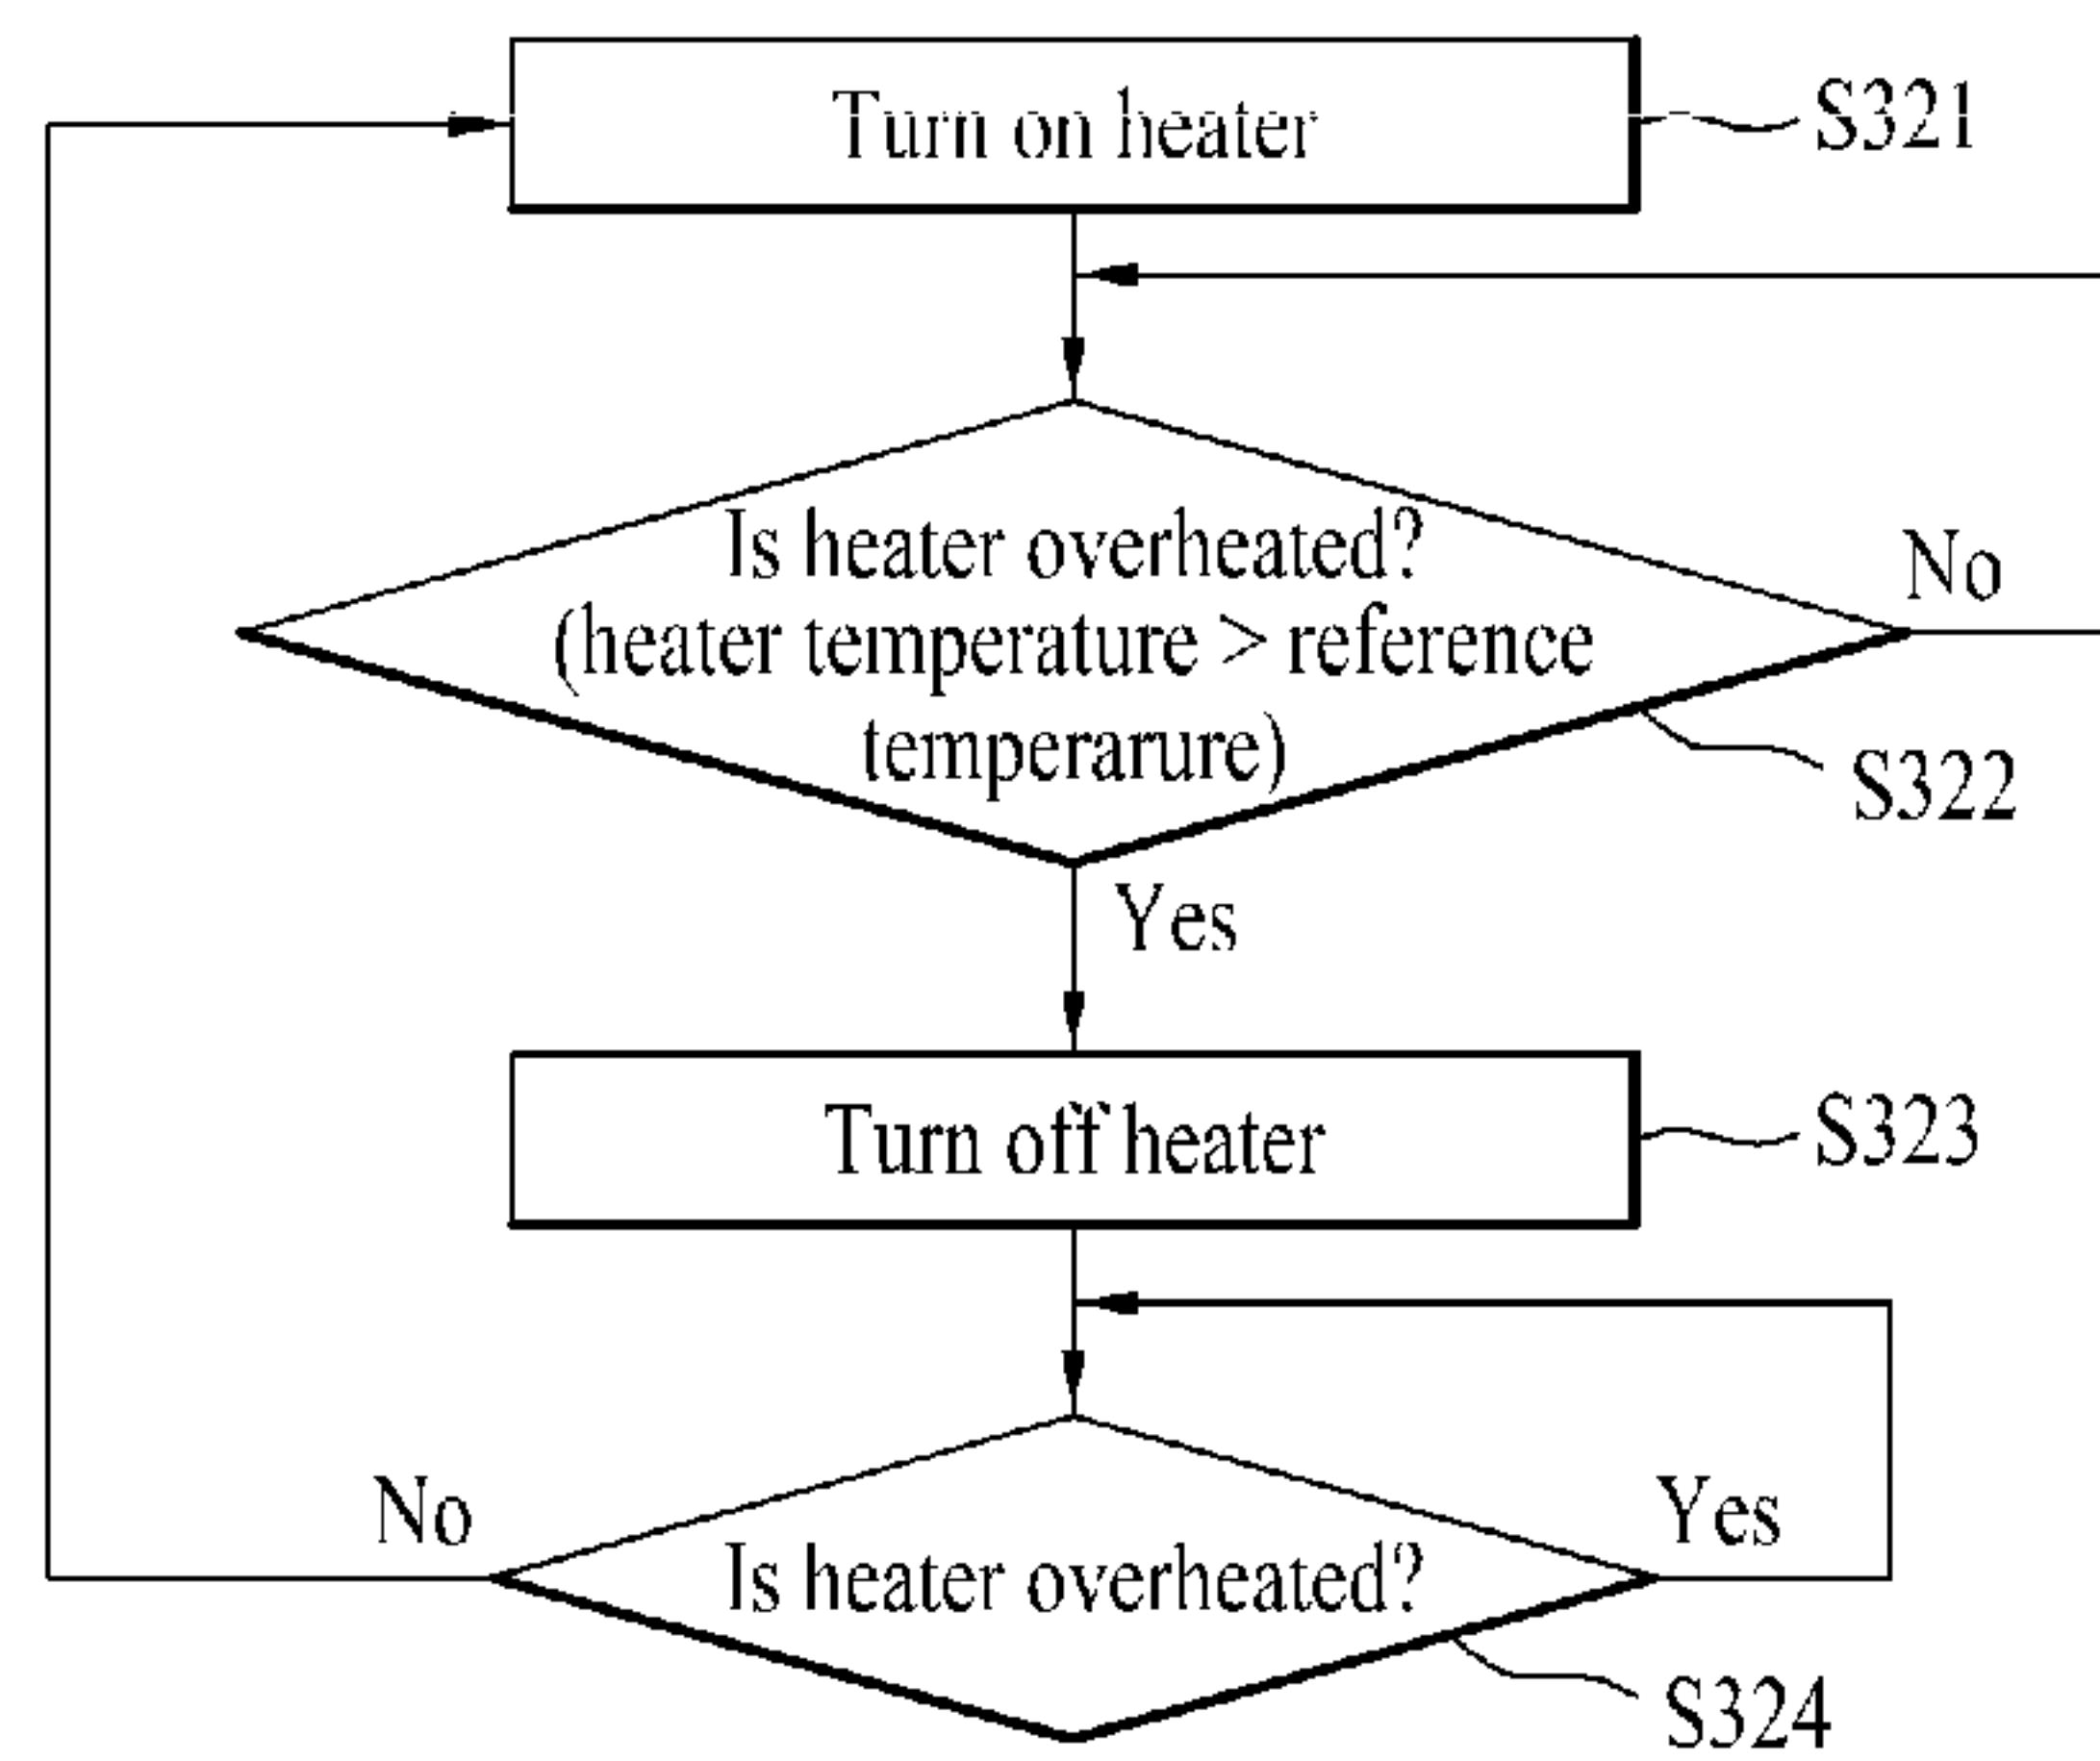 Turn on heater
S321
Is heater overheated?
(heater temperature > reference
temperarure)
No
S322
Yes
Turn off heater
S323
No
Is heater overheated?
Yes
S324